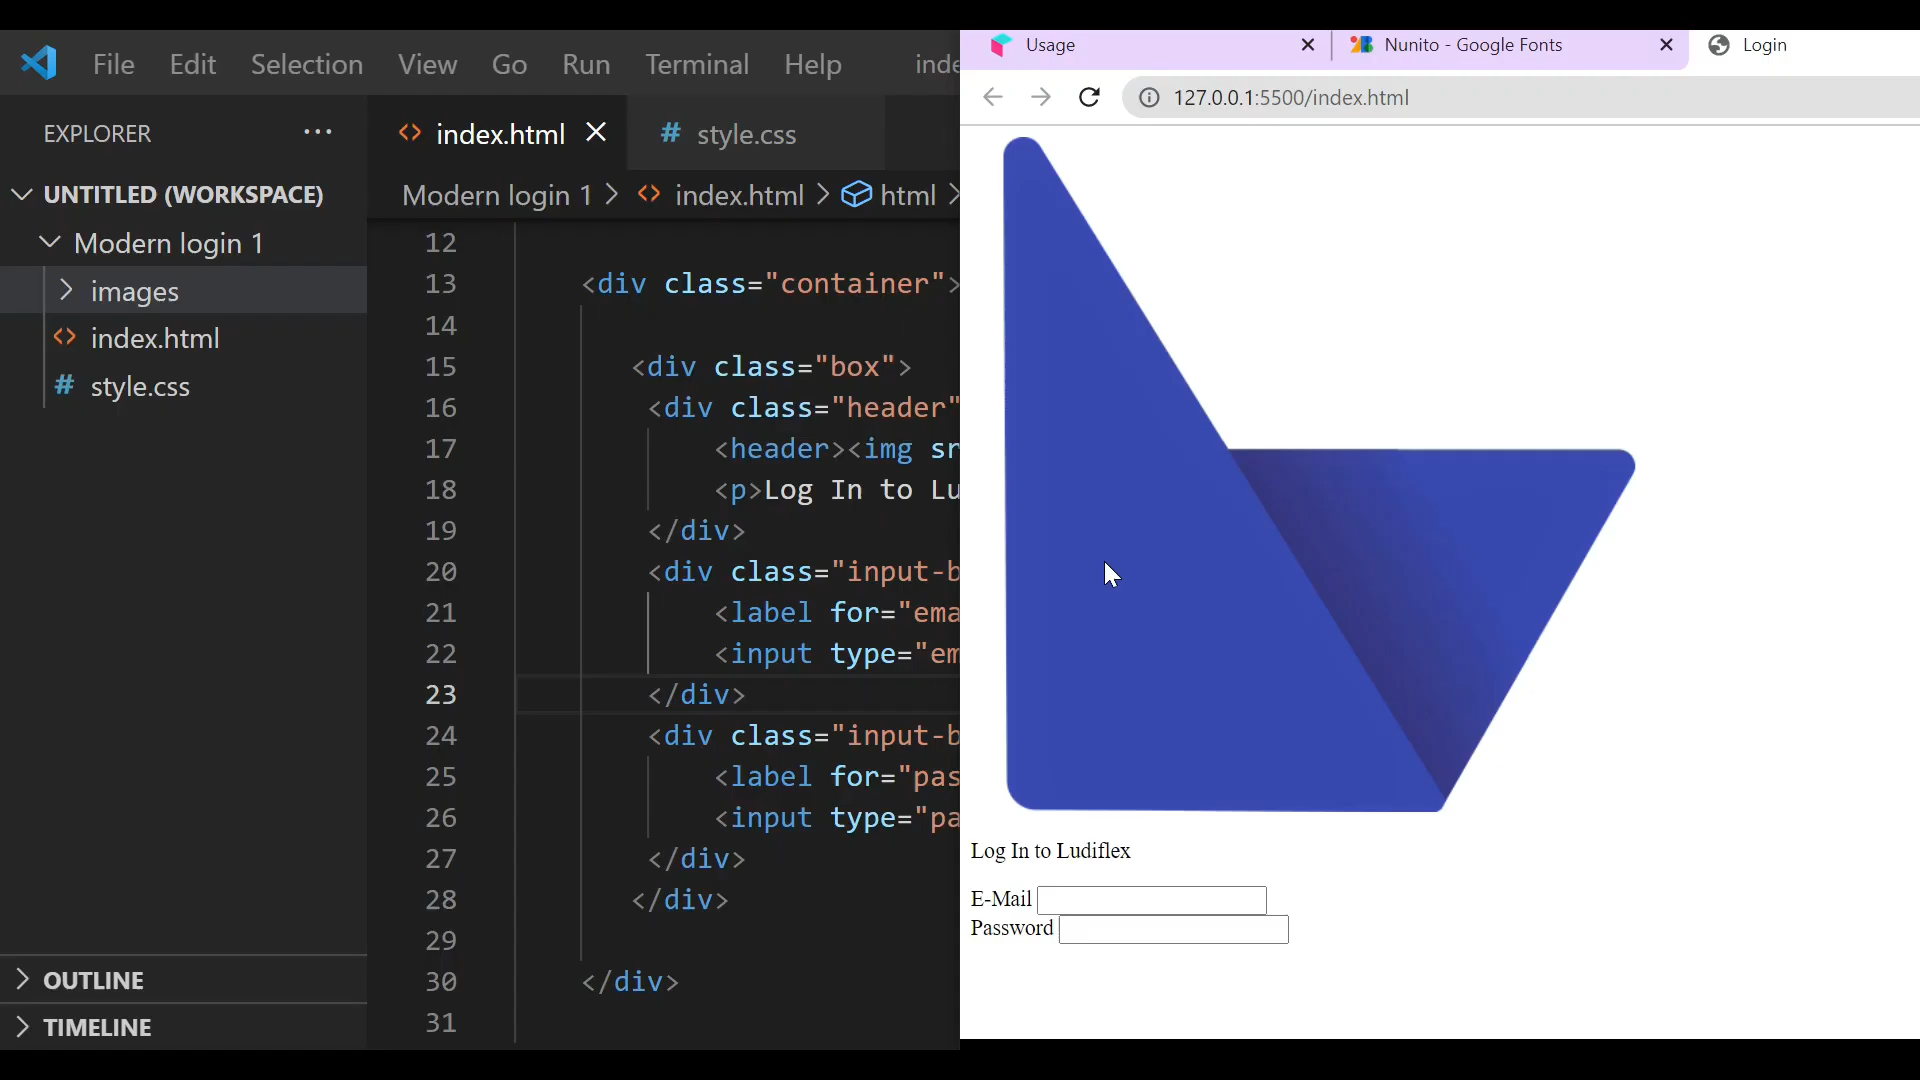 File Edit Selection View Go Run Terminal Help inde
EXPLORER ...
UNTITLED (WORKSPACE)
Modern login 1
images
index.html
style.css
OUTLINE
TIMELINE
index.html
# style.css
Modern login 1 > index.html > html >
12
13 <div class="container">
14
15 <div class="box">
16 <div class="header"
17 <header><img sr
18 <p>Log In to Lu
19 </div>
20 <div class="input-b
21 <label for="ema
22 <input type="em
23 </div>
24 <div class="input-b
25 <label for="pas
26 <input type="pa
27 </div>
28 </div>
29
30 </div>
31
Usage
Nunito - Google Fonts
Login
127.0.0.1:5500/index.html
Log In to Ludiflex
E-Mail
Password